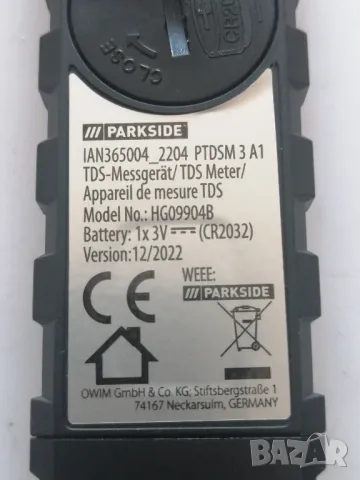 CLOSE
/// PARKSIDE
IAN365004_2204 PTDSM 3 A1
TDS-Messgerät/ TDS Meter/
Appareil de mesure TDS
Model No.: HG09904B
Battery: 1x 3V (CR2032)
Version:12/2022
WEEE:
/// PARKSIDE
CE
OWIM GmbH & Co. KG; Stiftsbergstraße 1
74167 Neckarsulm, GERMANY
BAZAR